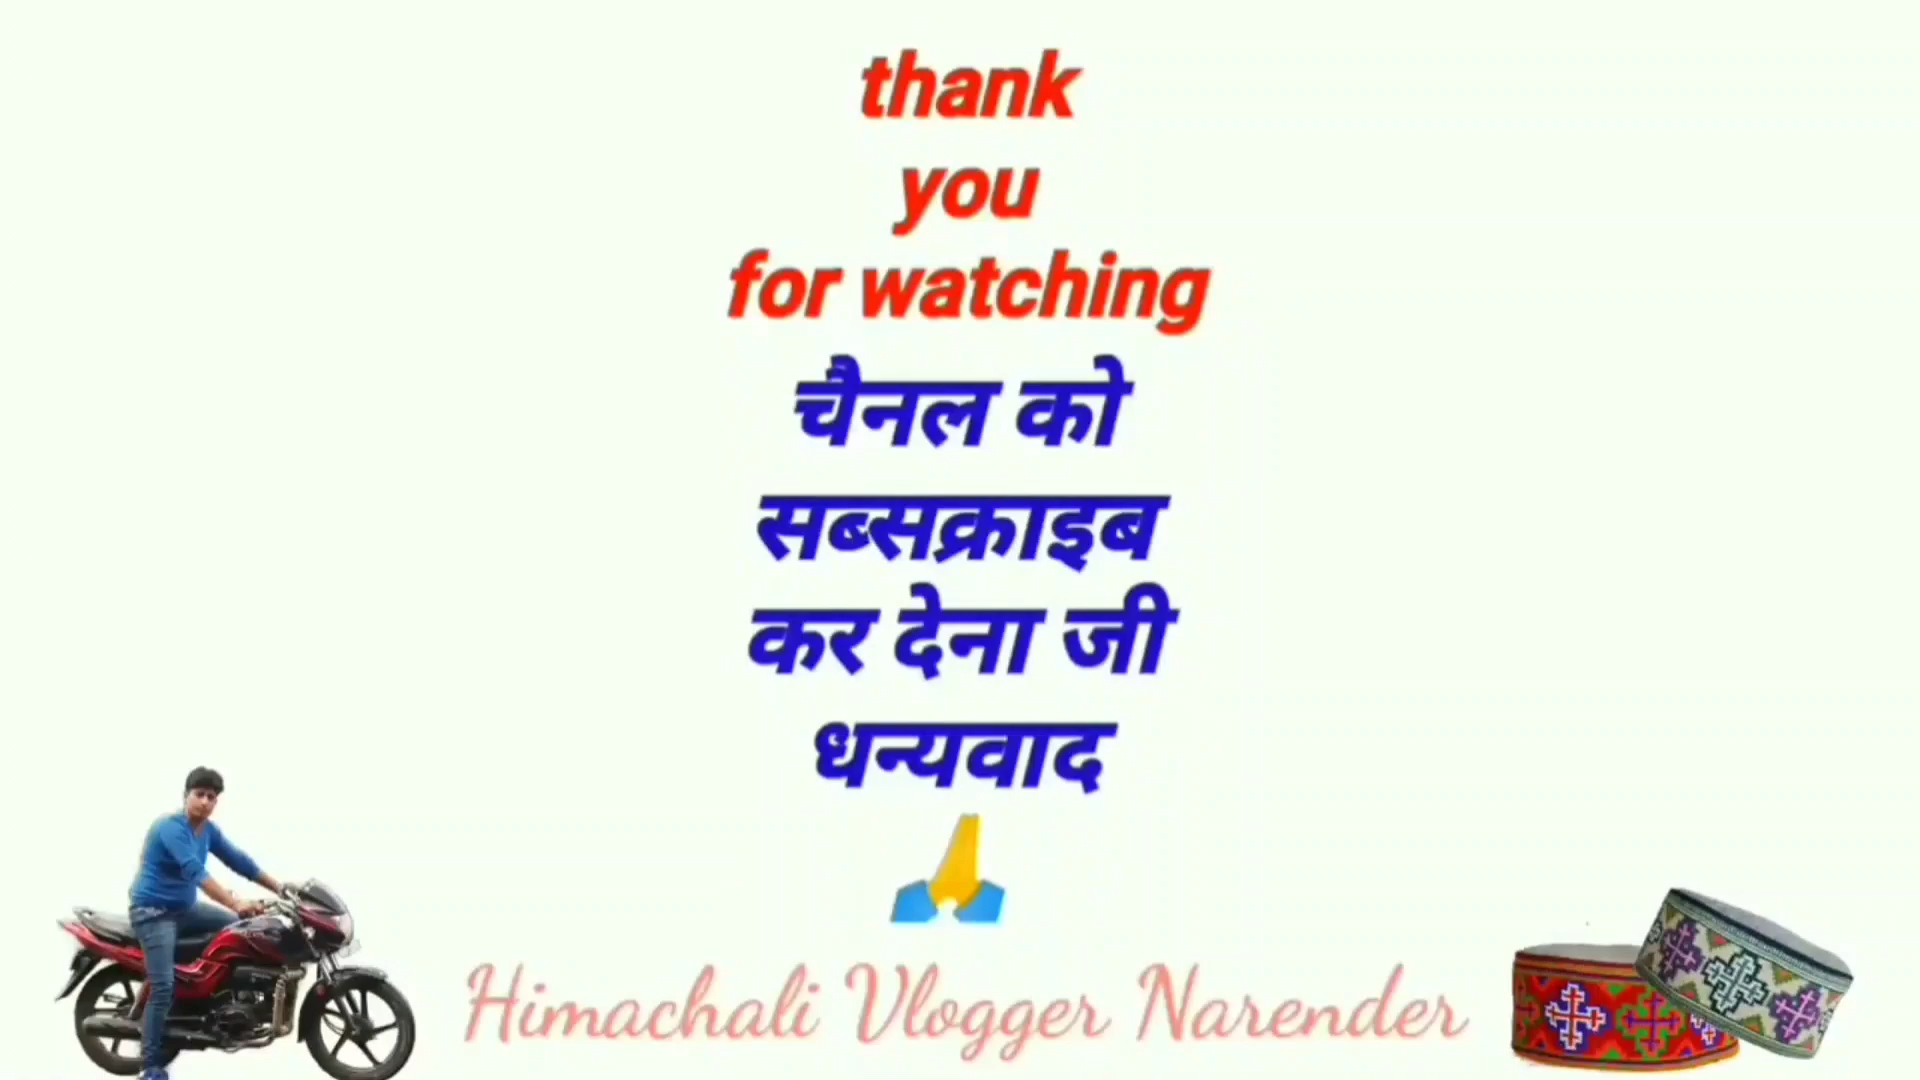 thank
you
for watching
चैनल को
सब्सक्राइब
कर देना जी
धन्यवाद
Himachali Vlogger Narender